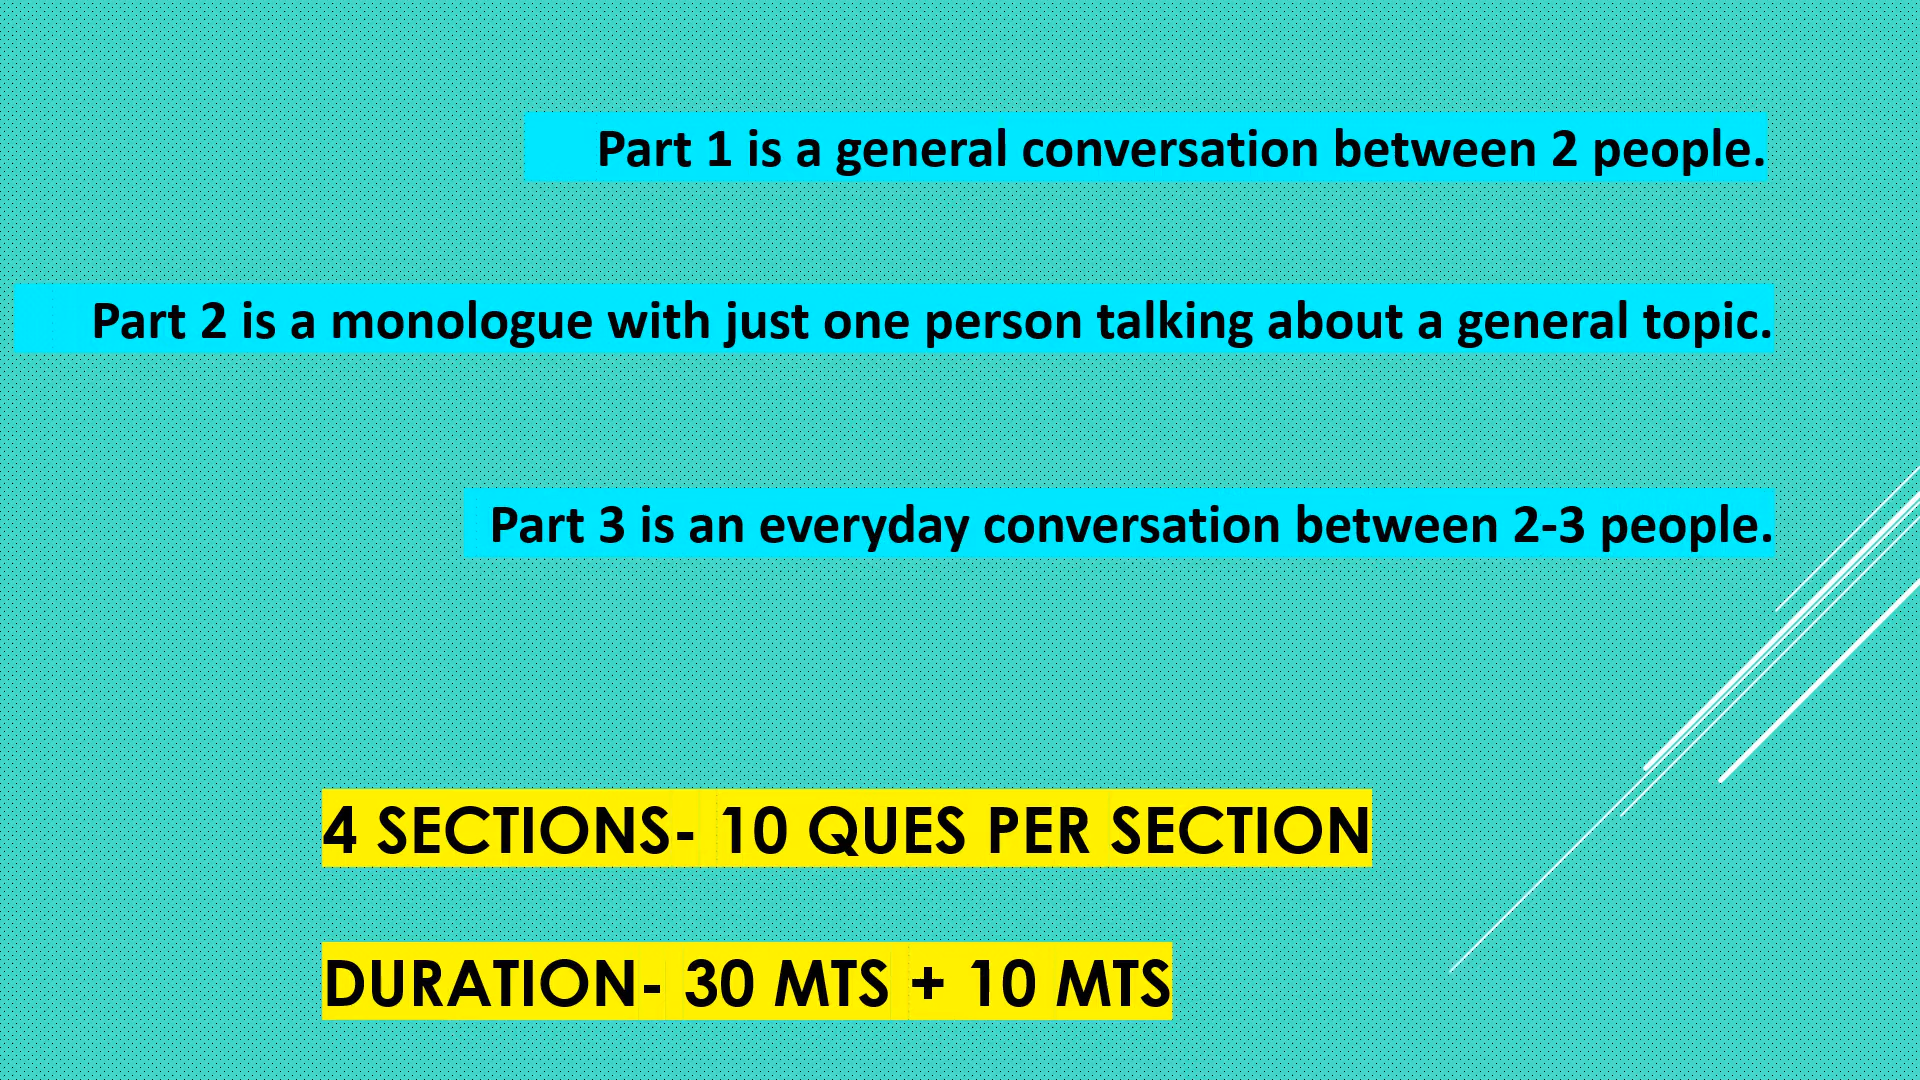 Part 1 is a general conversation between 2 people.
Part 2 is a monologue with just one person talking about a general topic.
Part 3 is an everyday conversation between 2-3 people.
4 SECTIONS- 10 QUES PER SECTION
DURATION- 30 MTS + 10 MTS